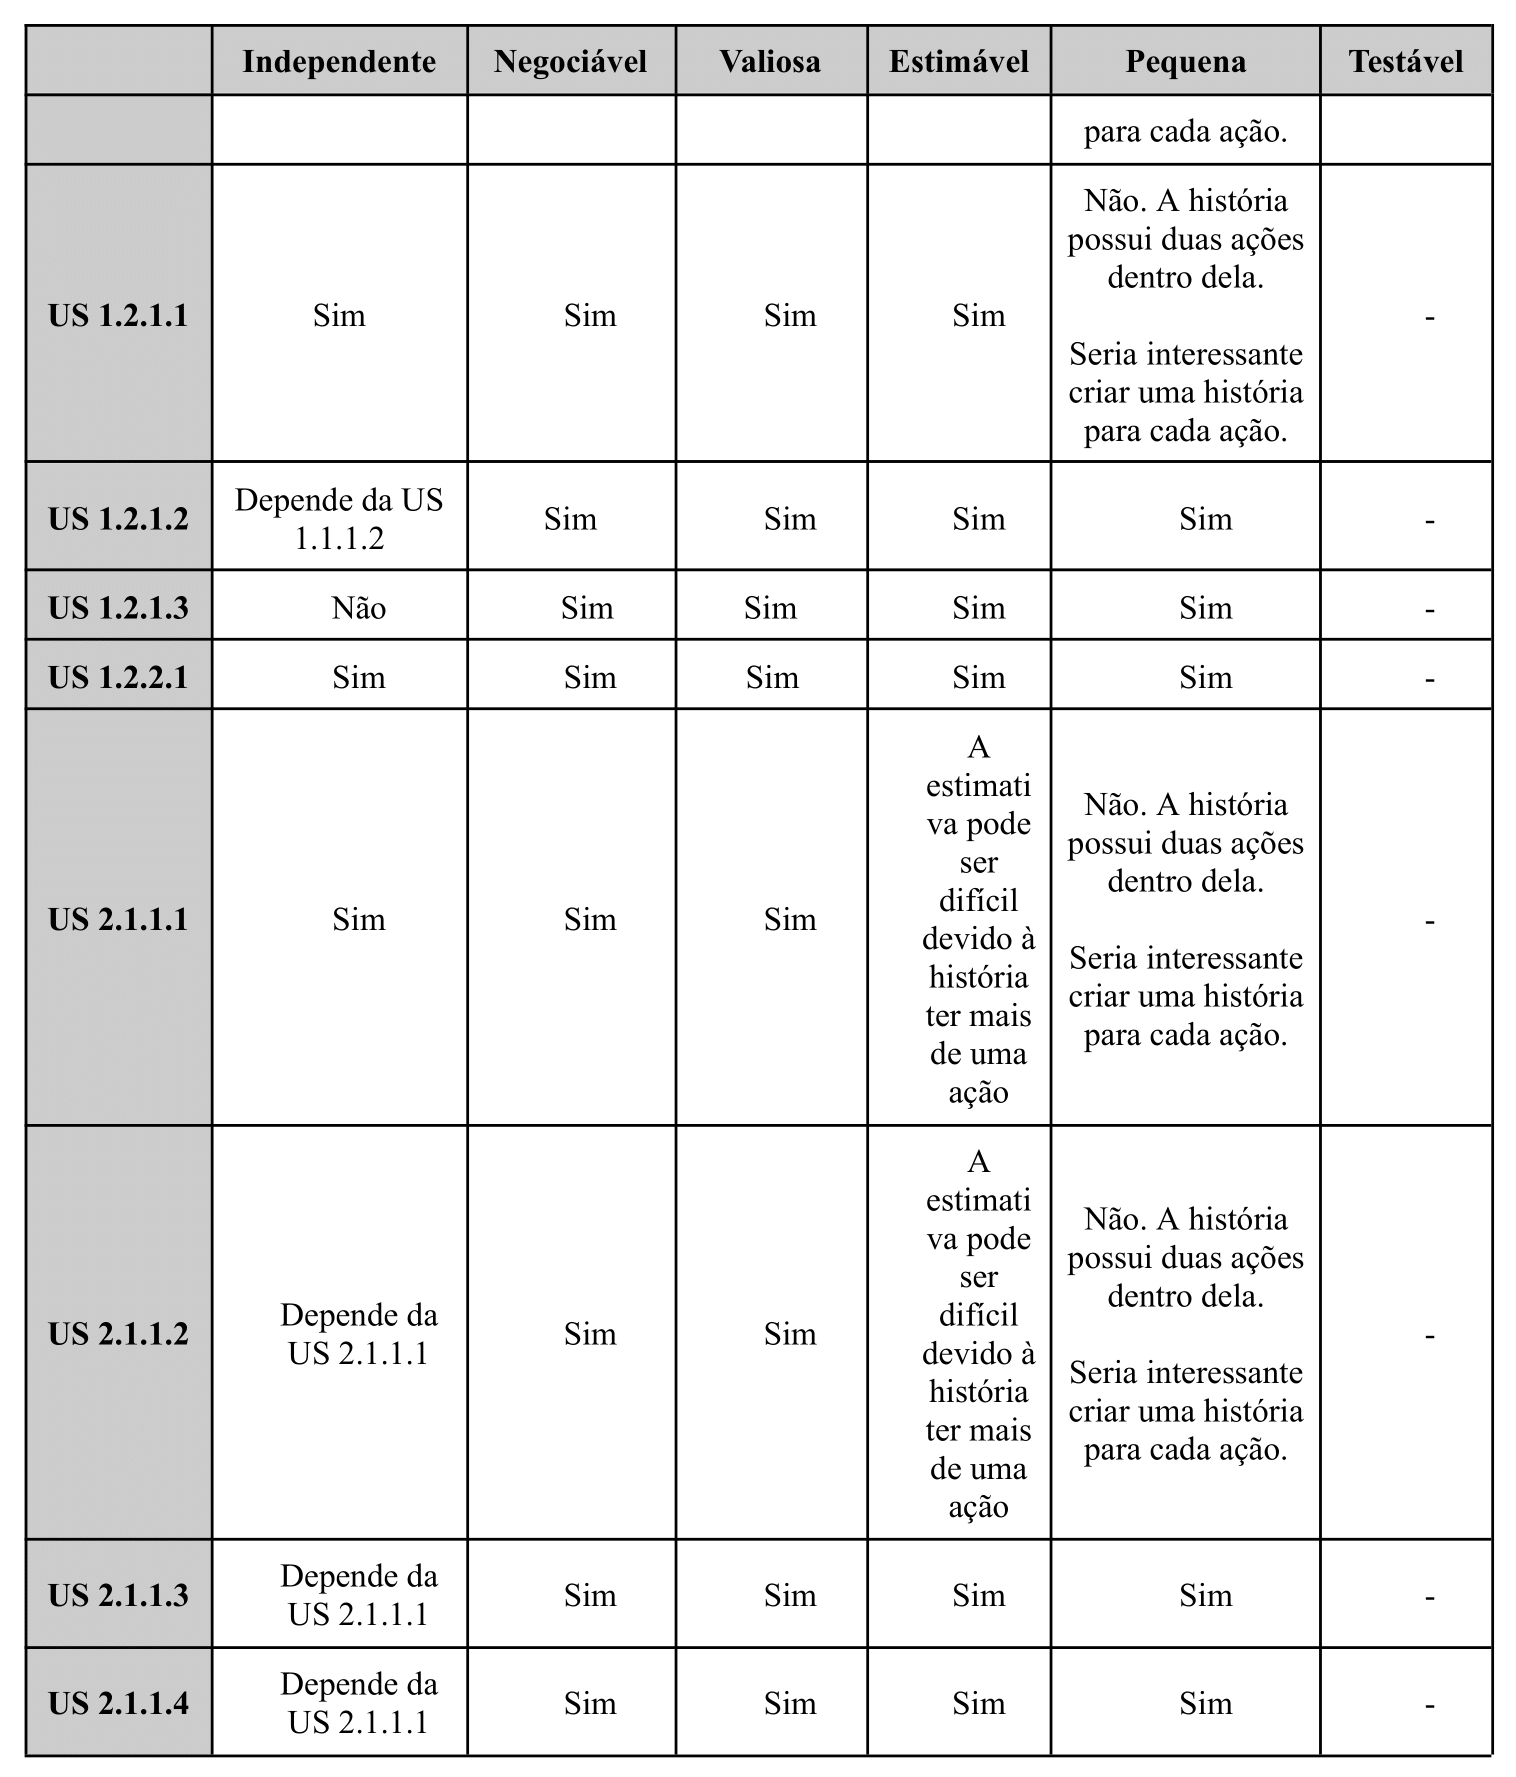 Independente Negociável Valiosa Estimável Pequena Testável
para cada ação.
US 1.2.1.1 Sim Sim Sim Sim
Não. A história
possui duas ações
dentro dela.
Seria interessante
criar uma história
para cada ação.
-
US 1.2.1.2
Depende da US
1.1.1.2
Sim Sim Sim Sim -
US 1.2.1.3 Não Sim Sim Sim Sim -
US 1.2.2.1 Sim Sim Sim Sim Sim -
US 2.1.1.1 Sim Sim Sim
A
estimati
va pode
ser
difícil
devido à
história
ter mais
de uma
ação
Não. A história
possui duas ações
dentro dela.
Seria interessante
criar uma história
para cada ação.
-
US 2.1.1.2
Depende da
US 2.1.1.1
Sim Sim
A
estimati
va pode
ser
difícil
devido à
história
ter mais
de uma
ação
Não. A história
possui duas ações
dentro dela.
Seria interessante
criar uma história
para cada ação.
-
US 2.1.1.3
Depende da
US 2.1.1.1
Sim Sim Sim Sim -
US 2.1.1.4
Depende da
US 2.1.1.1
Sim Sim Sim Sim -